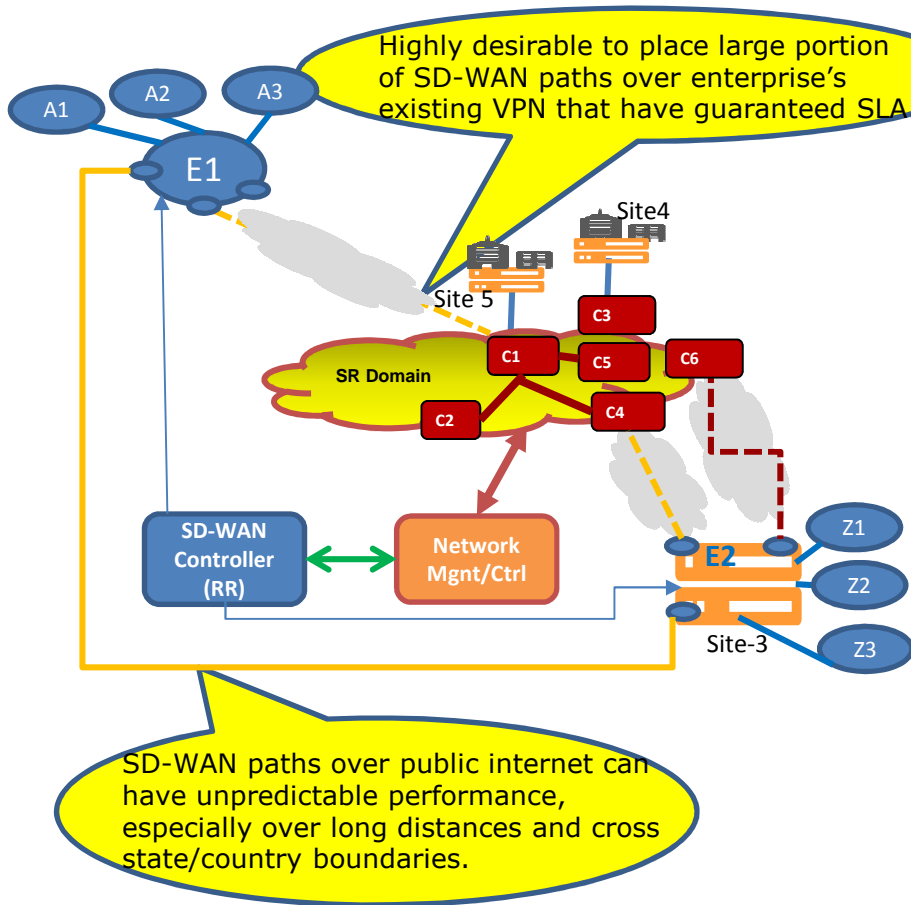 Highly desirable to place large portion
of SD-WAN paths over enterprise's
existing VPN that have guaranteed SLA
A1
A2
A3
E1
Site4
Site 5
C3
C1
C5
C6
SR Domain
C2
C4
SD-WAN
Controller
(RR)
Network
Mgnt/Ctrl
E2
Z1
Z2
Z3
Site-3
SD-WAN paths over public internet can
have unpredictable performance,
especially over long distances and cross
state/country boundaries.